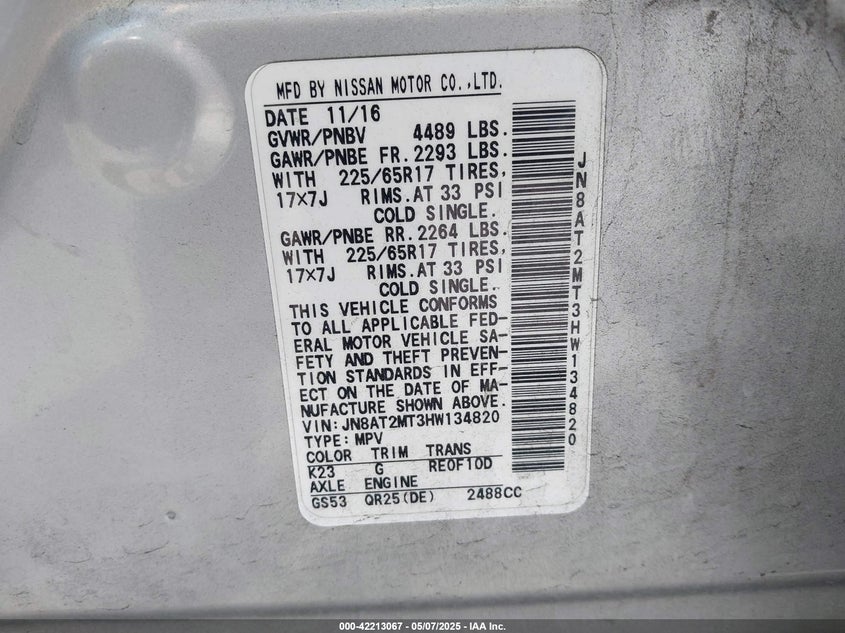 MFD BY NISSAN MOTOR CO.,LTD.
DATE 11/16
GVWR/PNBV 4489 LBS.
GAWR/PNBE FR. 2293 LBS.
WITH 225/65R17 TIRES,
17×7J RIMS.AT 33 PSI
COLD SINGLE.
GAWR/PNBE RR. 2264 LBS.
WITH 225/65R17 TIRES,
17×7J RIMS.AT 33 PSI
COLD SINGLE.
THIS VEHICLE CONFORMS
TO ALL APPLICABLE FED-
ERAL MOTOR VEHICLE SA-
FETY AND THEFT PREVEN-
TION STANDARDS IN EFF-
ECT ON THE DATE OF MA-
NUFACTURE SHOWN ABOVE.
VIN:JN8AT2MT3HW134820
TYPE:MPV
COLOR TRIM TRANS
K23 G RE0F10D
AXLE ENGINE
GS53 QR25(DE) 2488CC
JN8AT2MT3HW134820
000-42213067 - 05/07/2025 - IAA Inc.